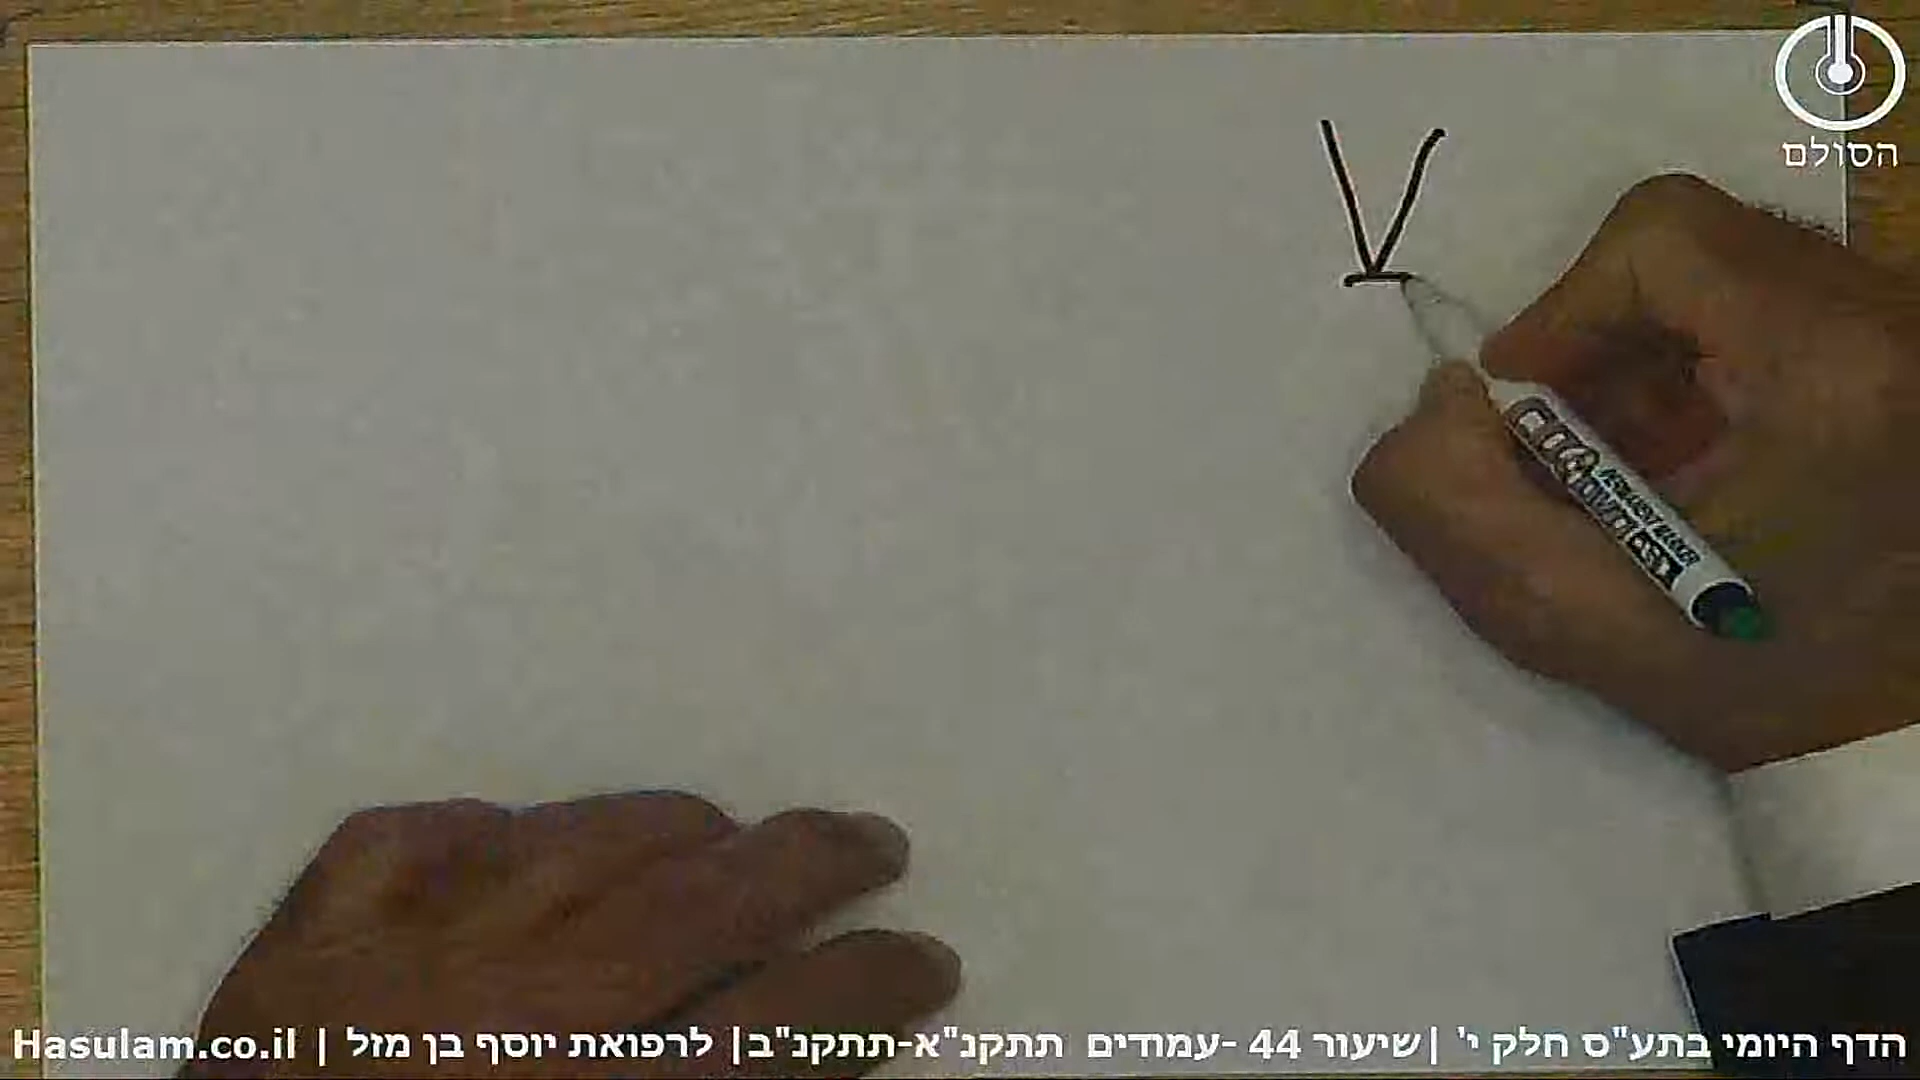 הסולם
הדף היומי בתע"ס חלק י' | שיעור 44 -עמודים תתקנ"א-תתקנ"ב | לרפואת יוסף בן מזל | Hasulam.co.il